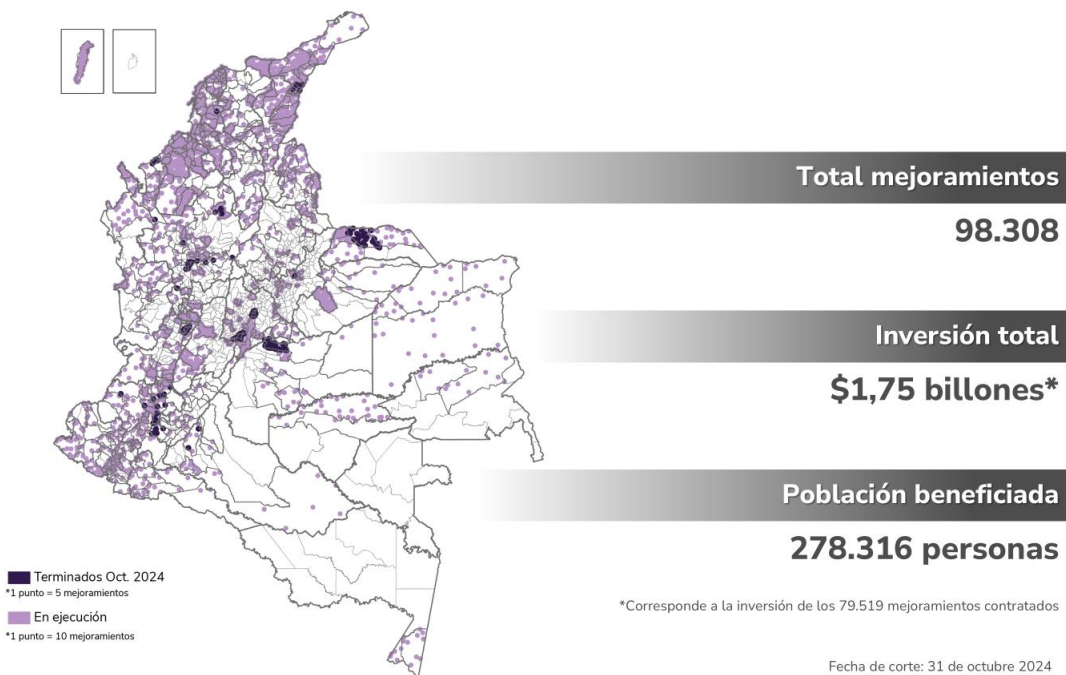 Total mejoramientos
98.308
Inversión total
$1,75 billones*
Población beneficiada
278.316 personas
Terminados Oct. 2024
*1 punto = 5 mejoramientos
En ejecución
*1 punto = 10 mejoramientos
*Corresponde a la inversión de los 79.519 mejoramientos contratados
Fecha de corte: 31 de octubre 2024